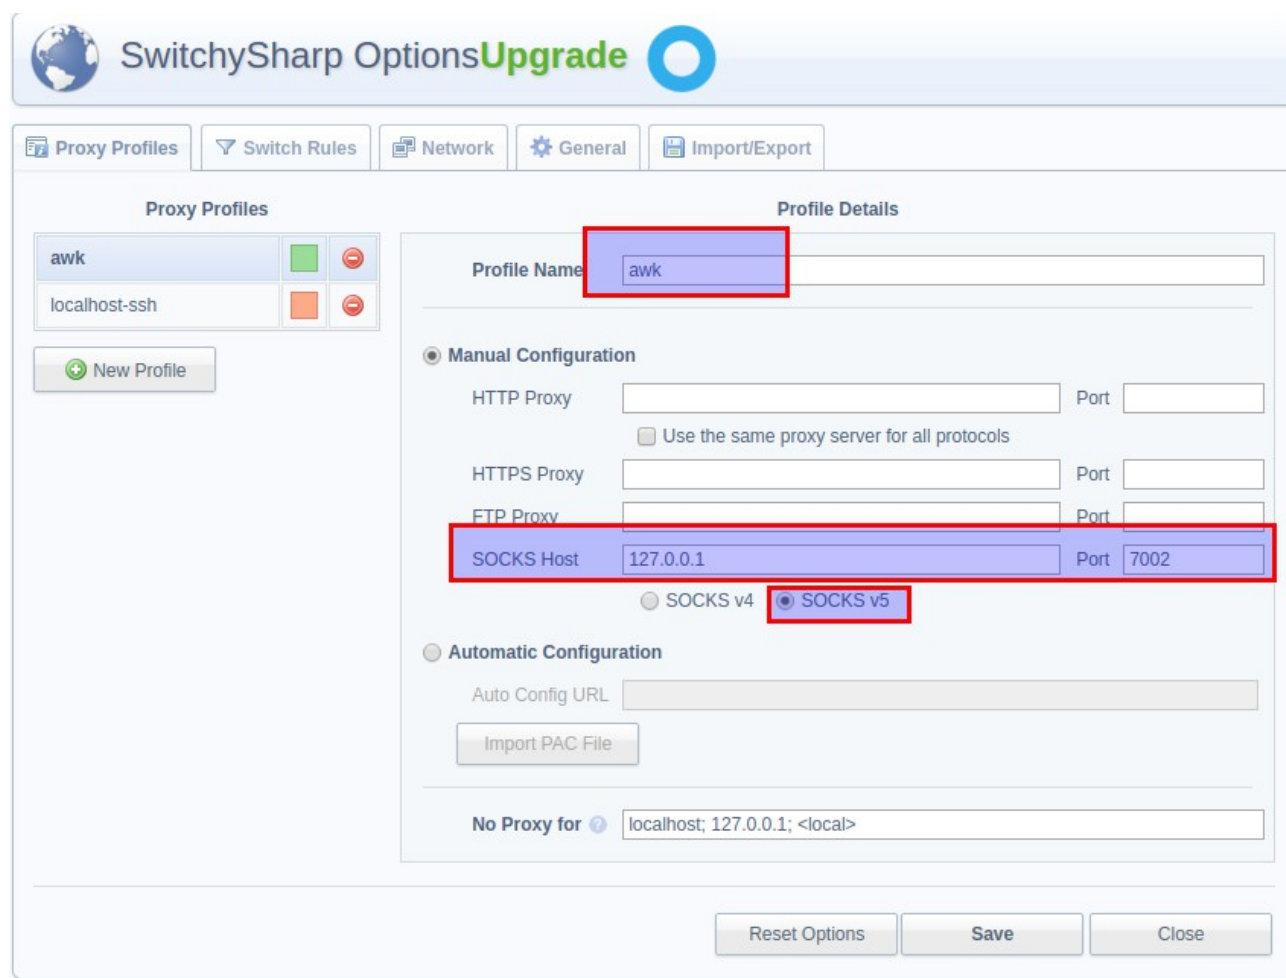 SwitchySharp OptionsUpgrade
Proxy Profiles Switch Rules Network General Import/Export
Proxy Profiles
awk
localhost-ssh
New Profile
Profile Details
Profile Name awk
Manual Configuration
HTTP Proxy Port
Use the same proxy server for all protocols
HTTPS Proxy Port
FTP Proxy Port
SOCKS Host 127.0.0.1 Port 7002
SOCKS v4 SOCKS v5
Automatic Configuration
Auto Config URL
Import PAC File
No Proxy for ? localhost; 127.0.0.1; <local>
Reset Options Save Close